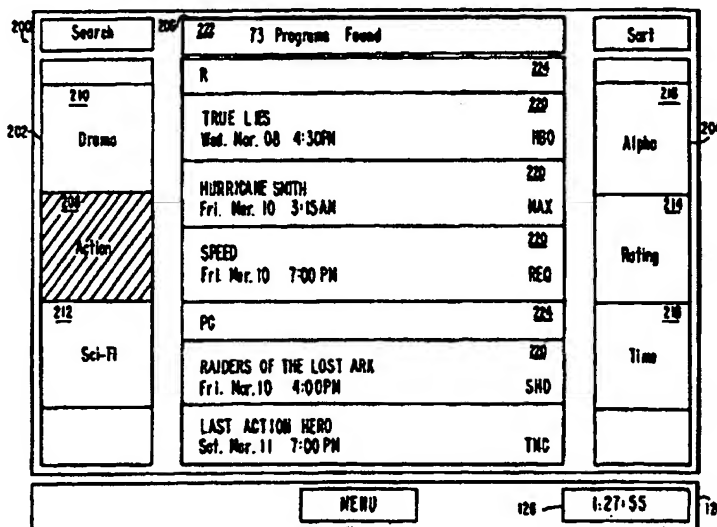 200 Search 206 222 73 Programs Found Sort
R 224
210
Drama
202
TRUE LIES 220
Wed. Mar. 08 4:30PM HBO
216
Alpha
208
Action
HURRICANE SMITH 220
Fri. Mar. 10 3:15AM MAX
SPEED 220
Fri. Mar. 10 7:00 PM REQ
214
Rating
PG 224
212
Sci-Fi
RAIDERS OF THE LOST ARK 220
Fri. Mar. 10 4:00PM SHO
218
Time
LAST ACTION HERO
Sat. Mar. 11 7:00 PM TMC
MENU 126 1:27:55